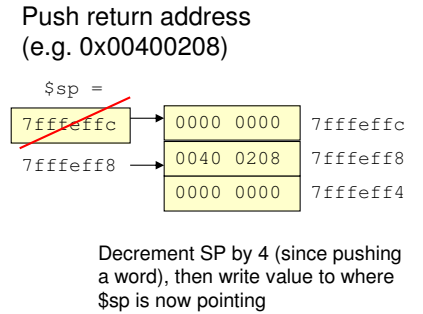 Push return address
(e.g. 0x00400208)
$sp =
7fffeffc 0000 0000 7fffeffc
7fffeff8 0040 0208 7fffeff8
0000 0000 7fffeff4
Decrement SP by 4 (since pushing
a word), then write value to where
$sp is now pointing